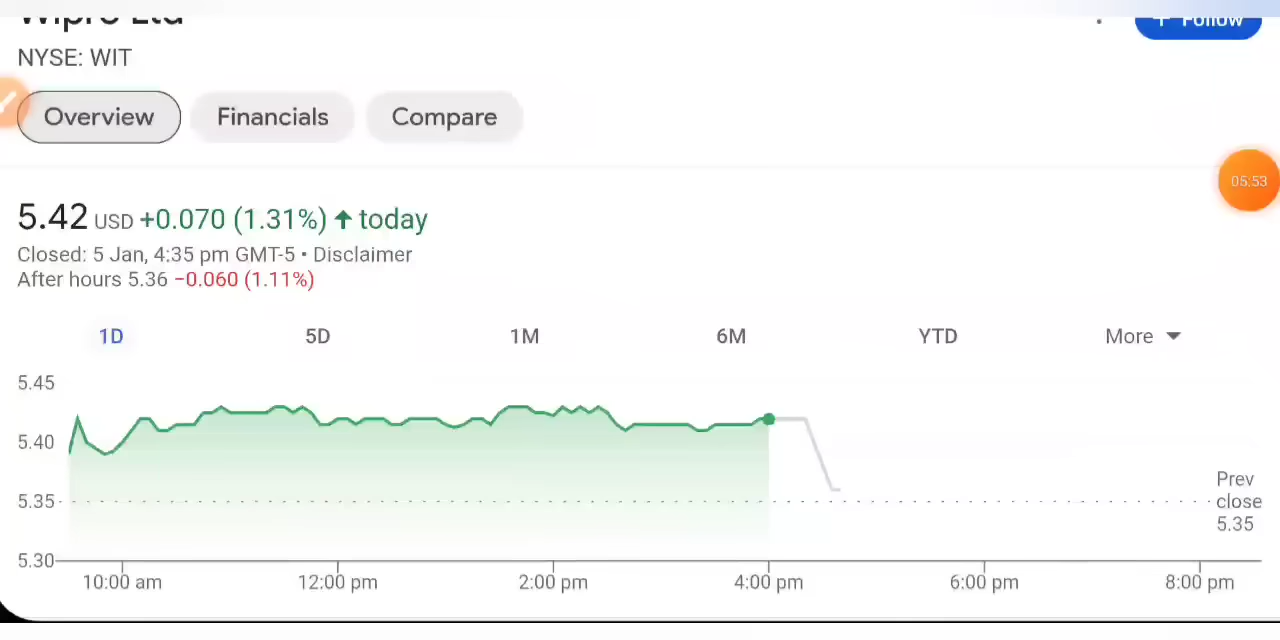 Wipro Ltd
+ Follow
NYSE: WIT
Overview Financials Compare
05:53
5.42 USD +0.070 (1.31%) ↑ today
Closed: 5 Jan, 4:35 pm GMT-5 • Disclaimer
After hours 5.36 −0.060 (1.11%)
1D 5D 1M 6M YTD More
5.45
5.40
5.35
5.30
Prev
close
5.35
10:00 am 12:00 pm 2:00 pm 4:00 pm 6:00 pm 8:00 pm